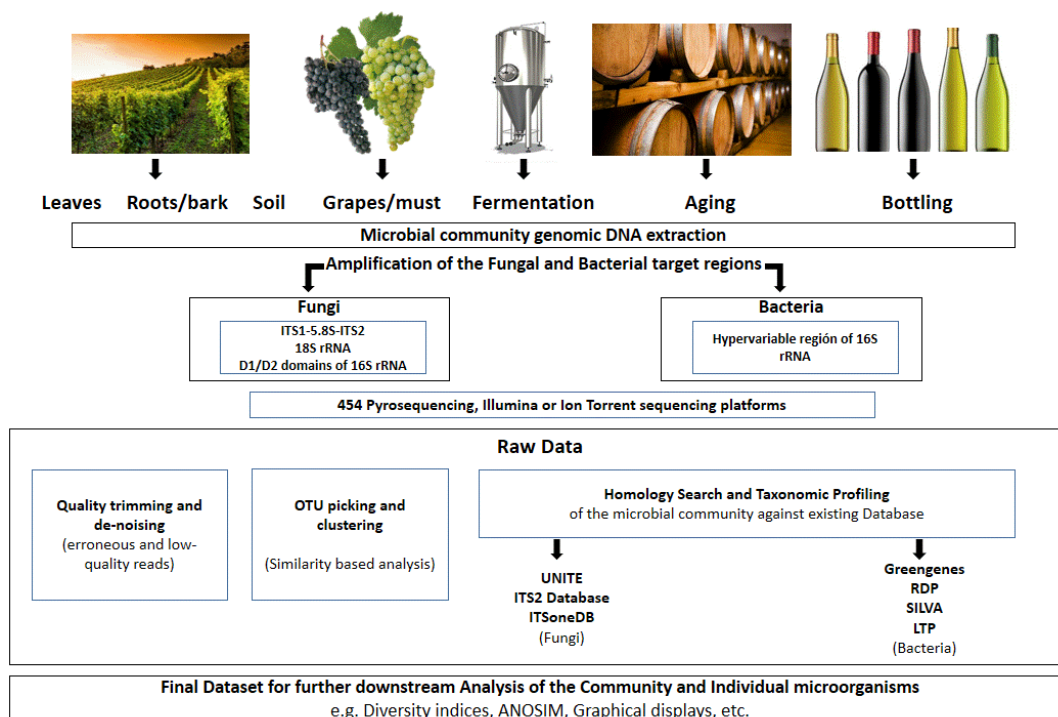 Leaves Roots/bark Soil Grapes/must Fermentation Aging Bottling
Microbial community genomic DNA extraction
Amplification of the Fungal and Bacterial target regions
Fungi
ITS1-5.8S-ITS2
18S rRNA
D1/D2 domains of 16S rRNA
Bacteria
Hypervariable región of 16S
rRNA
454 Pyrosequencing, Illumina or Ion Torrent sequencing platforms
Raw Data
Quality trimming and
de-noising
(erroneous and low-
quality reads)
OTU picking and
clustering
(Similarity based analysis)
Homology Search and Taxonomic Profiling
of the microbial community against existing Database
UNITE
ITS2 Database
ITSoneDB
(Fungi)
Greengenes
RDP
SILVA
LTP
(Bacteria)
Final Dataset for further downstream Analysis of the Community and Individual microorganisms
e.g. Diversity indices, ANOSIM, Graphical displays, etc.